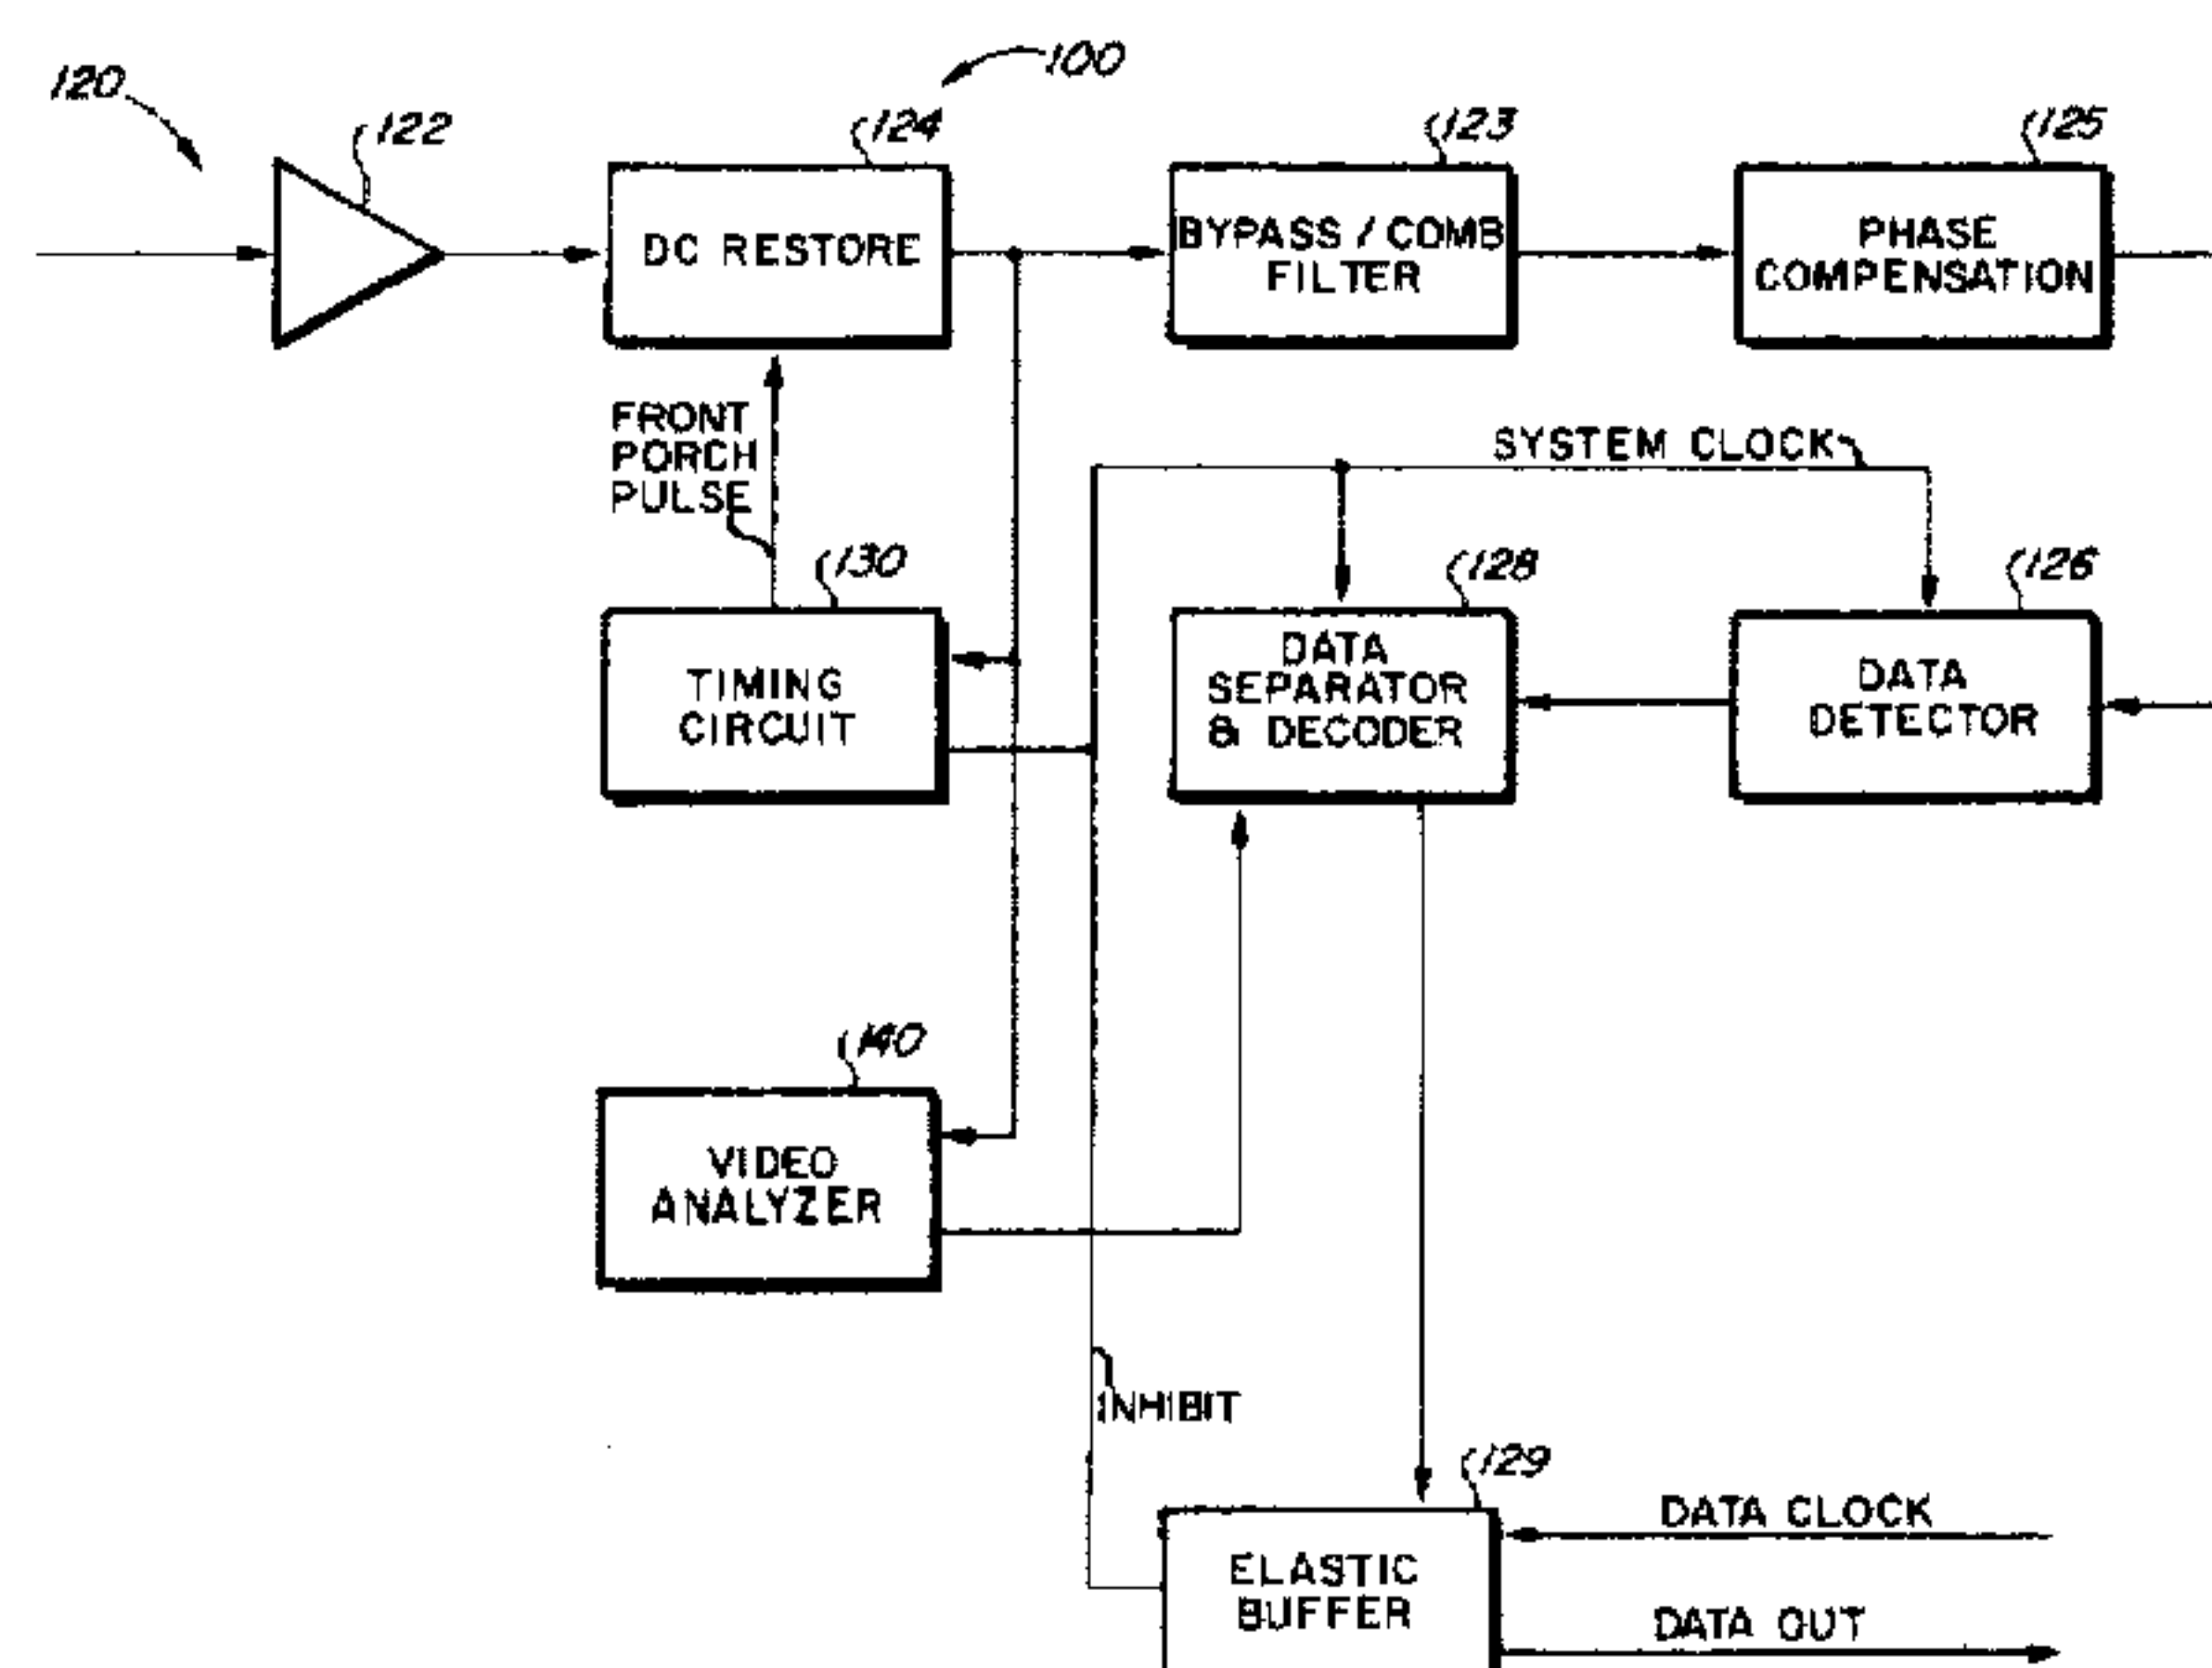 100
120
122
124
123
125
DC RESTORE
BYPASS / COMB
FILTER
PHASE
COMPENSATION
FRONT
PORCH
PULSE
SYSTEM CLOCK
130
128
126
TIMING
CIRCUIT
DATA
SEPARATOR
& DECODER
DATA
DETECTOR
140
VIDEO
ANALYZER
INHIBIT
129
ELASTIC
BUFFER
DATA CLOCK
DATA OUT